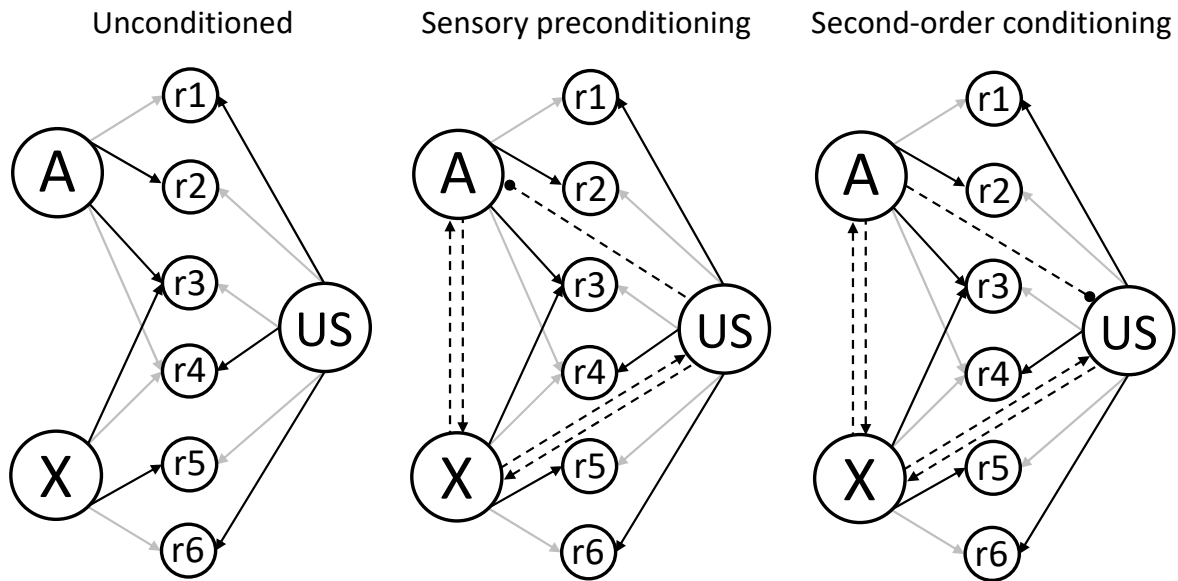 Unconditioned
A
X
US
r1
r2
r3
r4
r5
r6
Sensory preconditioning
A
X
US
r1
r2
r3
r4
r5
r6
Second-order conditioning
A
X
US
r1
r2
r3
r4
r5
r6